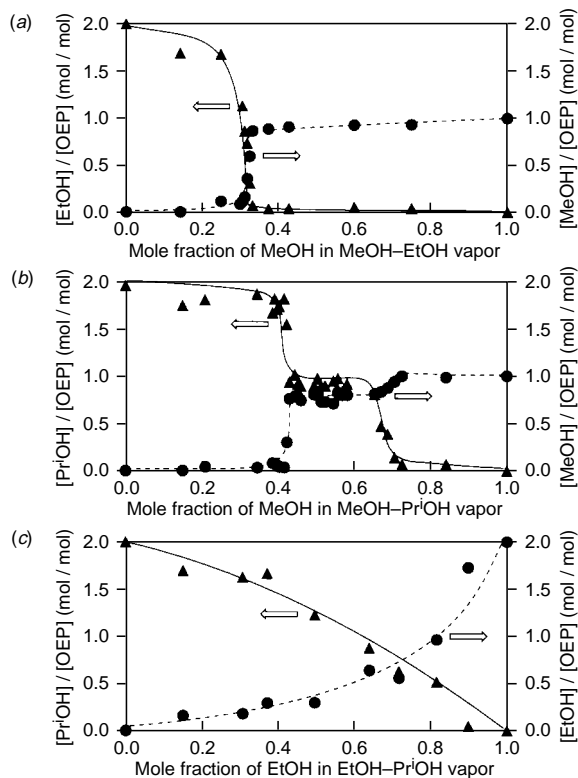 (a)
2.0
1.5
1.0
0.5
0.0
[EtOH] / [OEP] (mol / mol)
2.0
1.5
1.0
0.5
0.0
[MeOH] / [OEP] (mol / mol)
0.0 0.2 0.4 0.6 0.8 1.0
Mole fraction of MeOH in MeOH–EtOH vapor
(b)
2.0
1.5
1.0
0.5
0.0
[PrⁱOH] / [OEP] (mol / mol)
2.0
1.5
1.0
0.5
0.0
[MeOH] / [OEP] (mol / mol)
0.0 0.2 0.4 0.6 0.8 1.0
Mole fraction of MeOH in MeOH–PrⁱOH vapor
(c)
2.0
1.5
1.0
0.5
0.0
[PrⁱOH] / [OEP] (mol / mol)
2.0
1.5
1.0
0.5
0.0
[EtOH] / [OEP] (mol / mol)
0.0 0.2 0.4 0.6 0.8 1.0
Mole fraction of EtOH in EtOH–PrⁱOH vapor